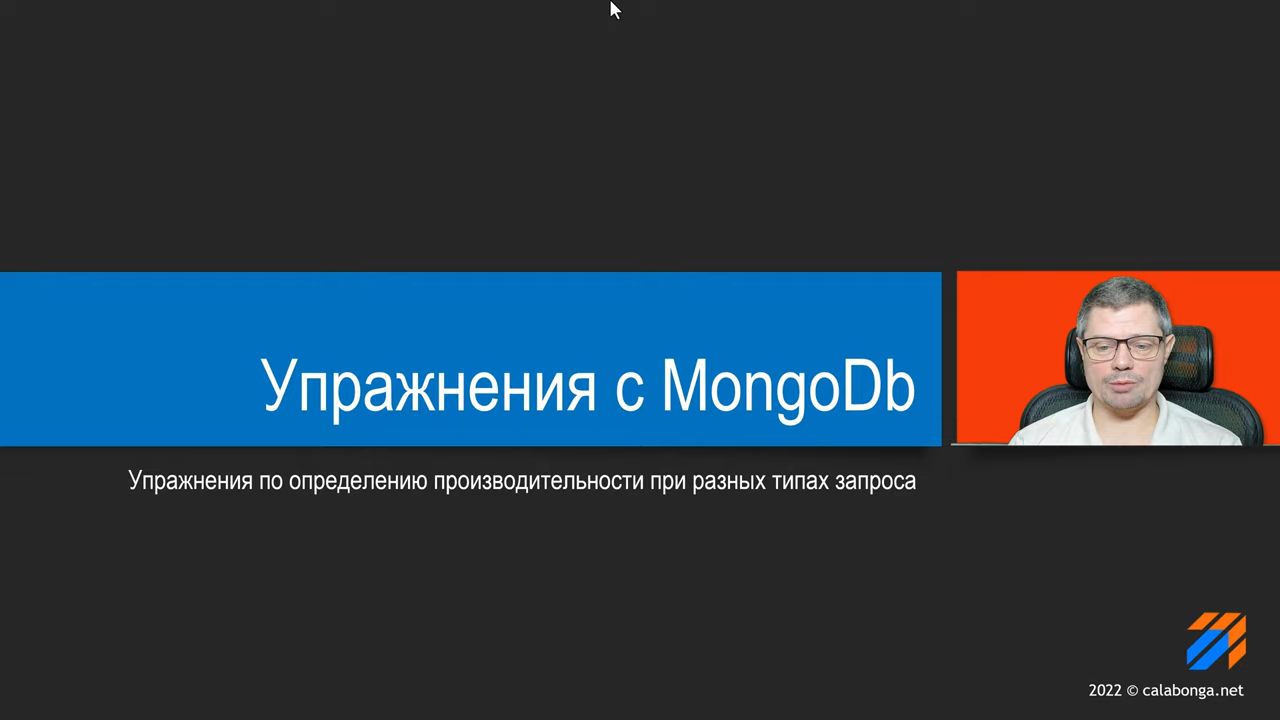 Упражнения с MongoDb
Упражнения по определению производительности при разных типах запроса
2022 © calabonga.net